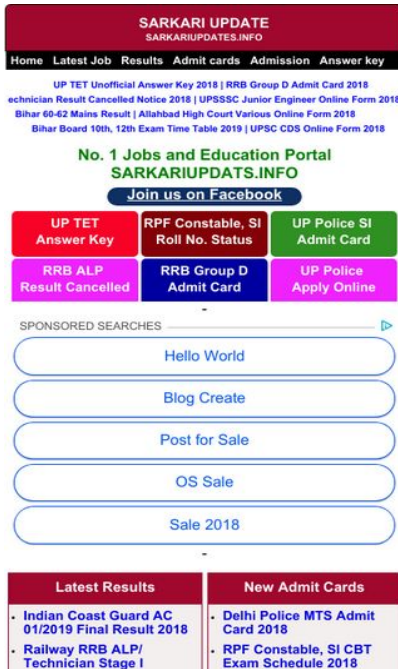 SARKARI UPDATE
SARKARIUPDATES.INFO
Home Latest Job Results Admit cards Admission Answer key
UP TET Unofficial Answer Key 2018 | RRB Group D Admit Card 2018
echnician Result Cancelled Notice 2018 | UPSSSC Junior Engineer Online Form 2018
Bihar 60-62 Mains Result | Allahbad High Court Various Online Form 2018
Bihar Board 10th, 12th Exam Time Table 2019 | UPSC CDS Online Form 2018
No. 1 Jobs and Education Portal
SARKARIUPDATS.INFO
Join us on Facebook
UP TET
Answer Key
RPF Constable, SI
Roll No. Status
UP Police SI
Admit Card
RRB ALP
Result Cancelled
RRB Group D
Admit Card
UP Police
Apply Online
-
SPONSORED SEARCHES
Hello World
Blog Create
Post for Sale
OS Sale
Sale 2018
-
Latest Results
Indian Coast Guard AC
01/2019 Final Result 2018
Railway RRB ALP/
Technician Stage I
New Admit Cards
Delhi Police MTS Admit
Card 2018
RPF Constable, SI CBT
Exam Schedule 2018